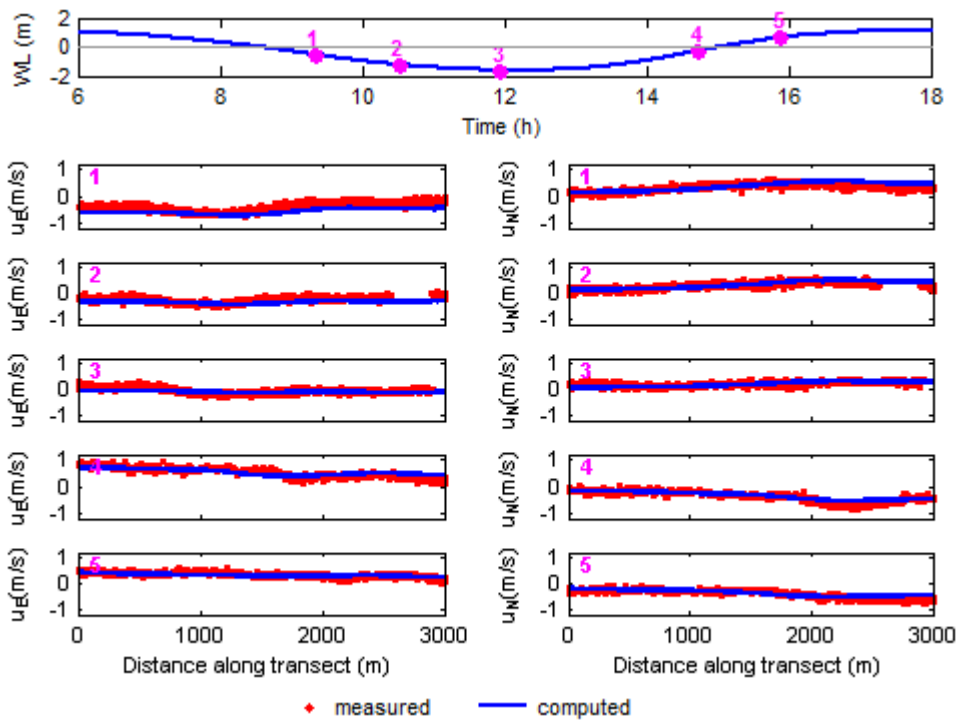 WL (m)
2
0
-2
1 2 3 4 5
6 8 10 12 14 16 18
Time (h)
u_E(m/s) 1 0 -1 1
u_N(m/s) 1 0 -1 1
u_E(m/s) 1 0 -1 2
u_N(m/s) 1 0 -1 2
u_E(m/s) 1 0 -1 3
u_N(m/s) 1 0 -1 3
u_E(m/s) 1 0 -1 4
u_N(m/s) 1 0 -1 4
u_E(m/s) 1 0 -1 5
u_N(m/s) 1 0 -1 5
0 1000 2000 3000
0 1000 2000 3000
Distance along transect (m)
Distance along transect (m)
measured computed